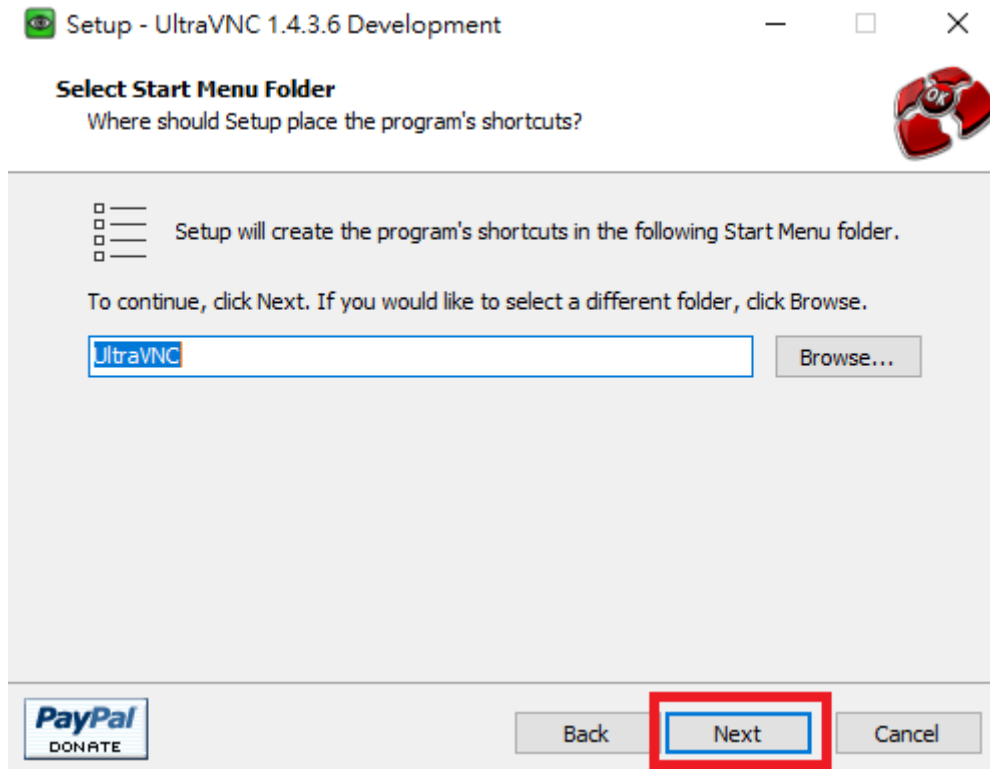 Setup - UltraVNC 1.4.3.6 Development
Select Start Menu Folder
Where should Setup place the program's shortcuts?
OK
Setup will create the program's shortcuts in the following Start Menu folder.
To continue, click Next. If you would like to select a different folder, click Browse.
UltraVNC
Browse...
PayPal
DONATE
Back
Next
Cancel